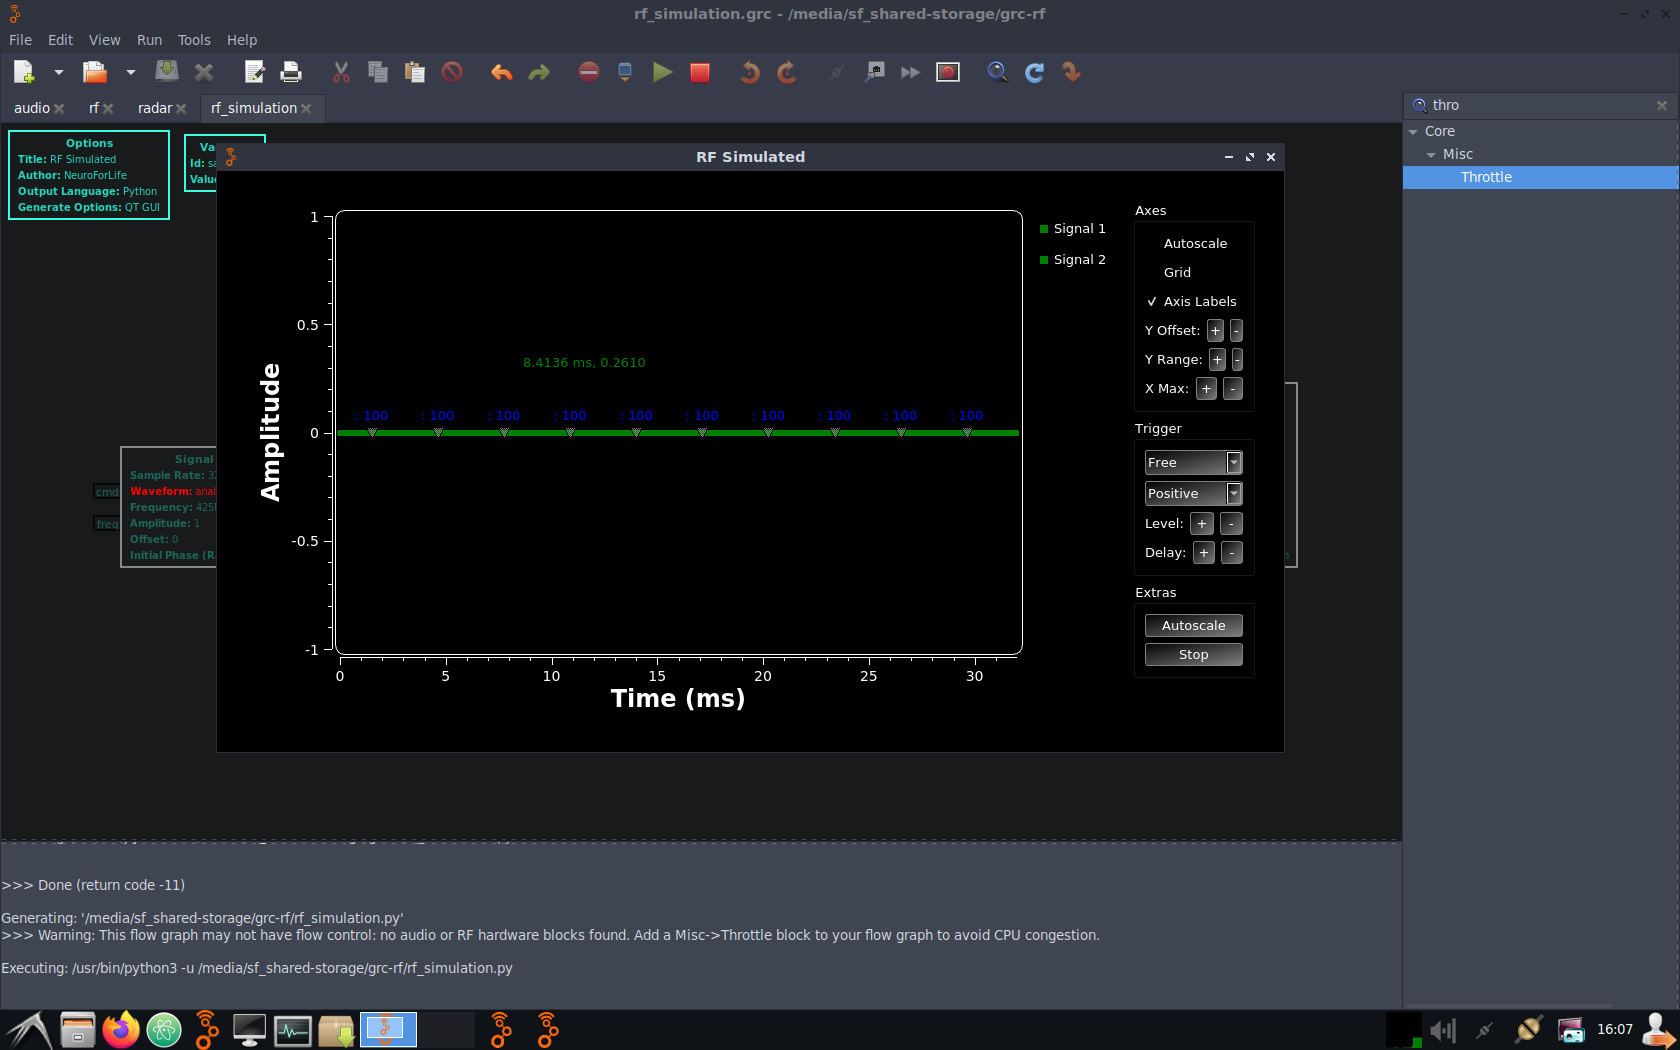 rf_simulation.grc - /media/sf_shared-storage/grc-rf
File Edit View Run Tools Help
audio rf radar rf_simulation
thro
Core
Misc
Throttle
Options
Title: RF Simulated
Author: NeuroForLife
Output Language: Python
Generate Options: QT GUI
Va
Id: sa
Value
RF Simulated
Signal
Sample Rate: 32
Waveform: anal
Frequency: 425
Amplitude: 1
Offset: 0
Initial Phase (R
cmd
freq
Amplitude
1
0.5
0
-0.5
-1
8.4136 ms, 0.2610
: 100 : 100 : 100 : 100 : 100 : 100 : 100 : 100 : 100 : 100
0 5 10 15 20 25 30
Time (ms)
Signal 1
Signal 2
Axes
Autoscale
Grid
✓ Axis Labels
Y Offset: + -
Y Range: + -
X Max: + -
Trigger
Free
Positive
Level: + -
Delay: + -
Extras
Autoscale
Stop
>>> Done (return code -11)
Generating: '/media/sf_shared-storage/grc-rf/rf_simulation.py'
>>> Warning: This flow graph may not have flow control: no audio or RF hardware blocks found. Add a Misc->Throttle block to your flow graph to avoid CPU congestion.
Executing: /usr/bin/python3 -u /media/sf_shared-storage/grc-rf/rf_simulation.py
16:07